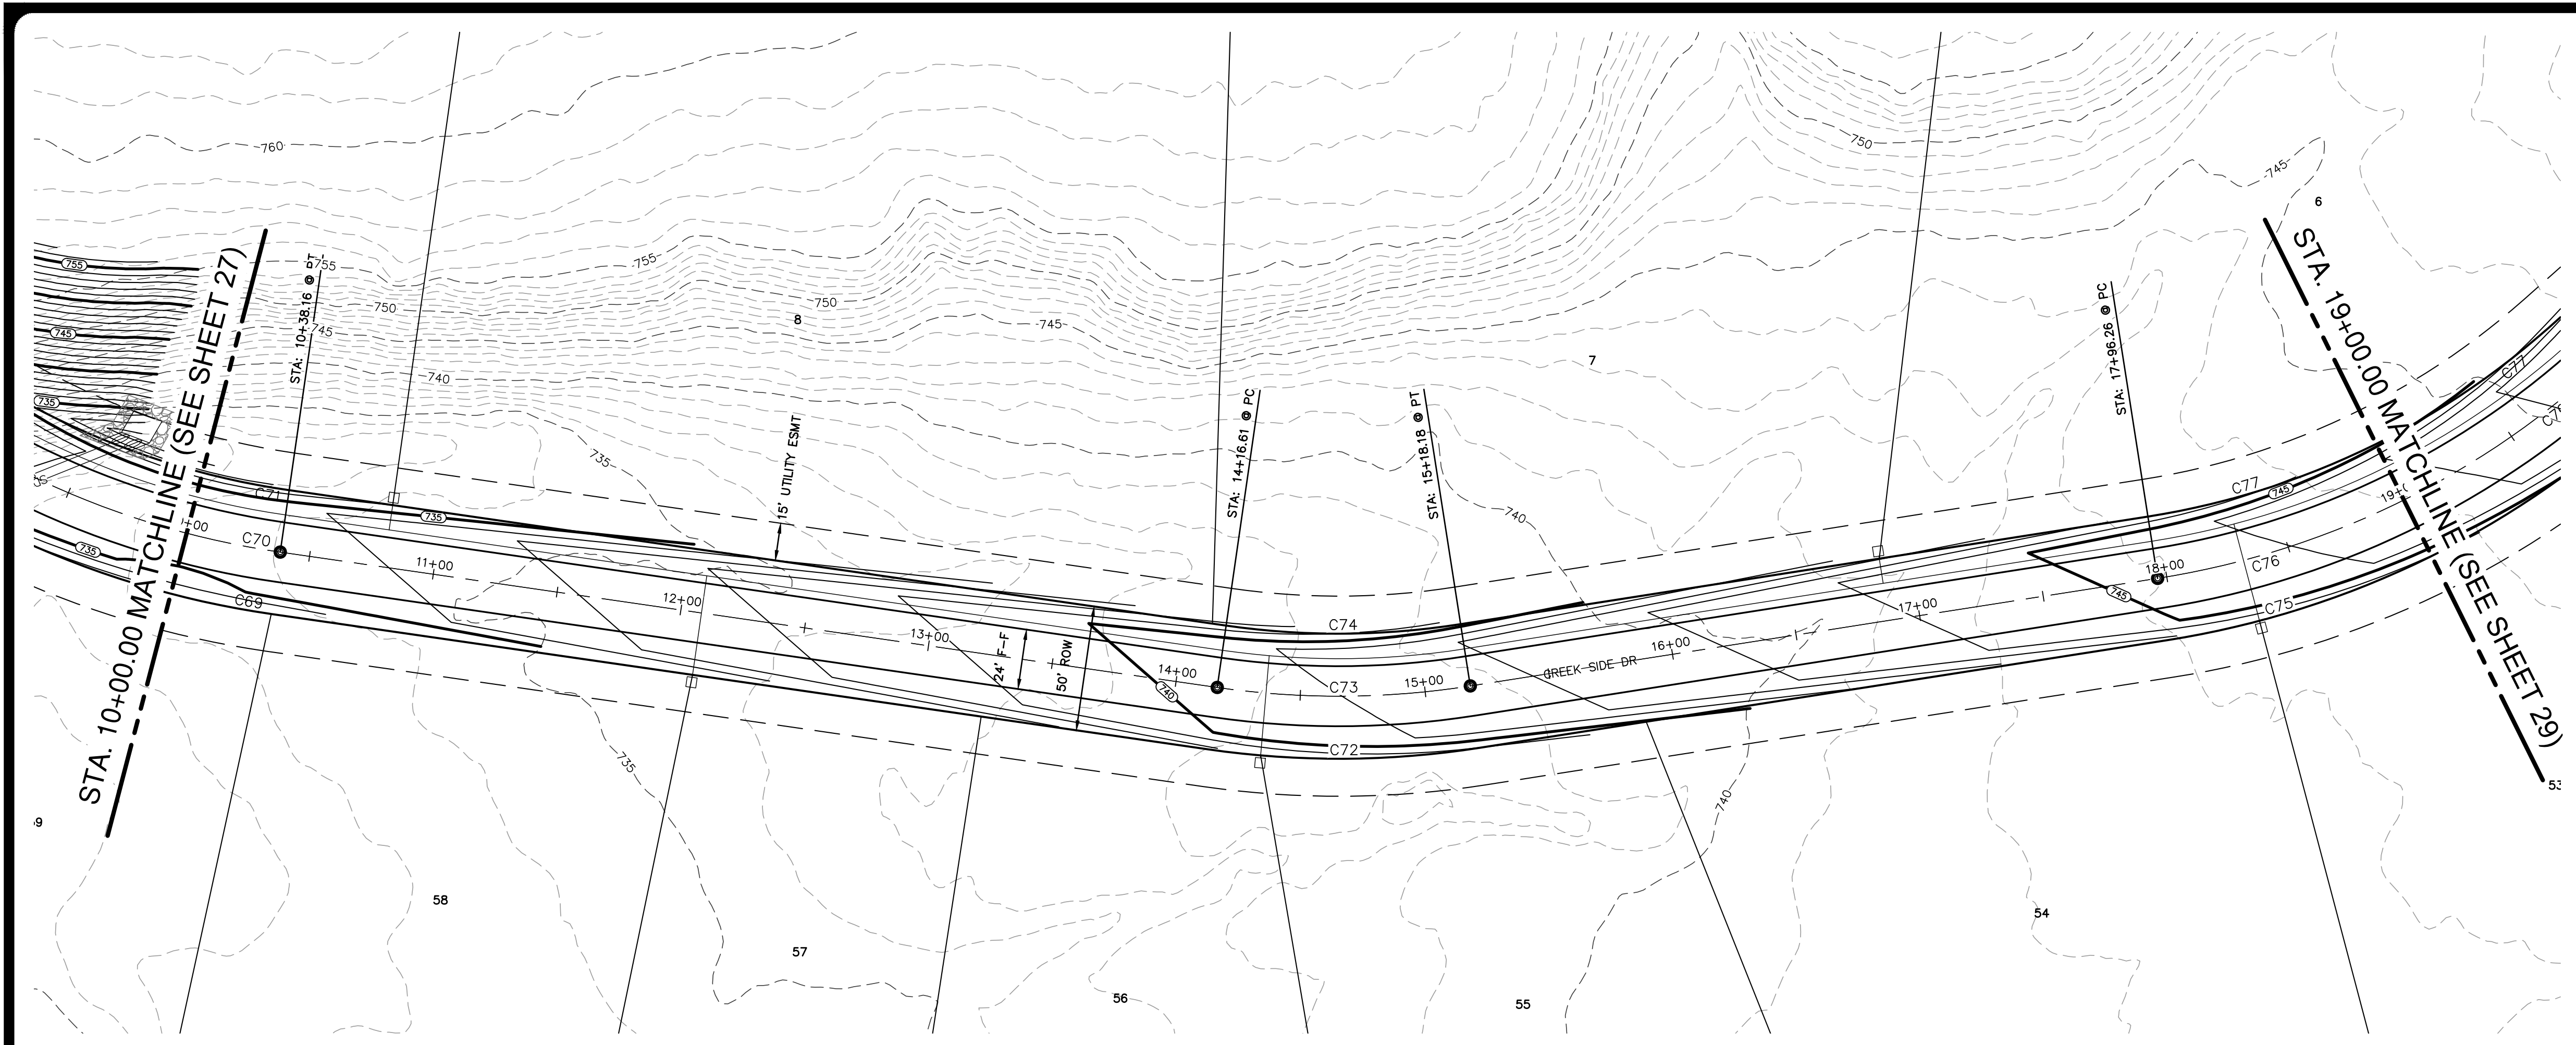 760
750
745
6
755
STA: 10+38.16 @ PT
755
755
750
745
745
735
740
750
8
745
7
STA: 17+96.26 @ PC
STA. 10+00.00 MATCHLINE (SEE SHEET 27)
STA. 19+00.00 MATCHLINE (SEE SHEET 29)
735
15' UTILITY ESMT
STA: 14+16.61 @ PC
STA: 15+18.18 @ PT
740
C71
735
C70
11+00
12+00
13+00
14+00
15+00
16+00
17+00
18+00
C77
745
C77
C76
C75
745
735
C69
24' F-F
50' ROW
740
C74
C73
C72
CREEK SIDE DR
735
740
58
57
56
55
54